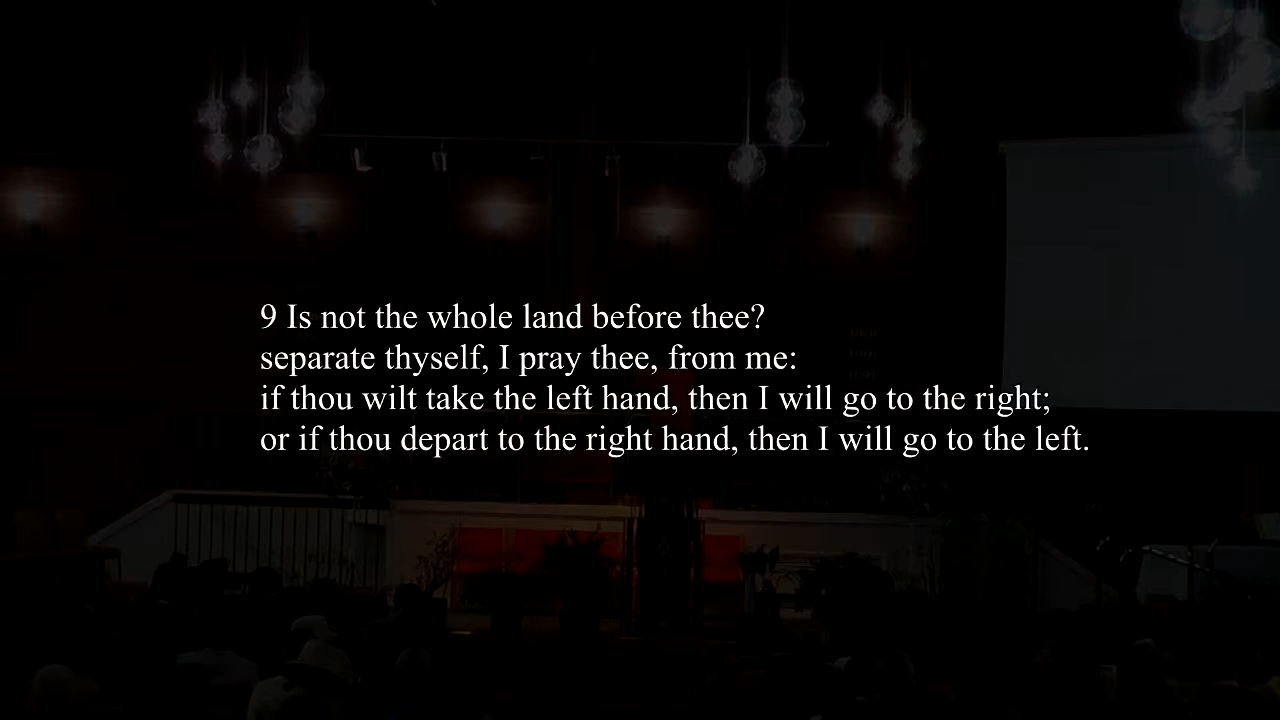 9 Is not the whole land before thee?
separate thyself, I pray thee, from me:
if thou wilt take the left hand, then I will go to the right;
or if thou depart to the right hand, then I will go to the left.